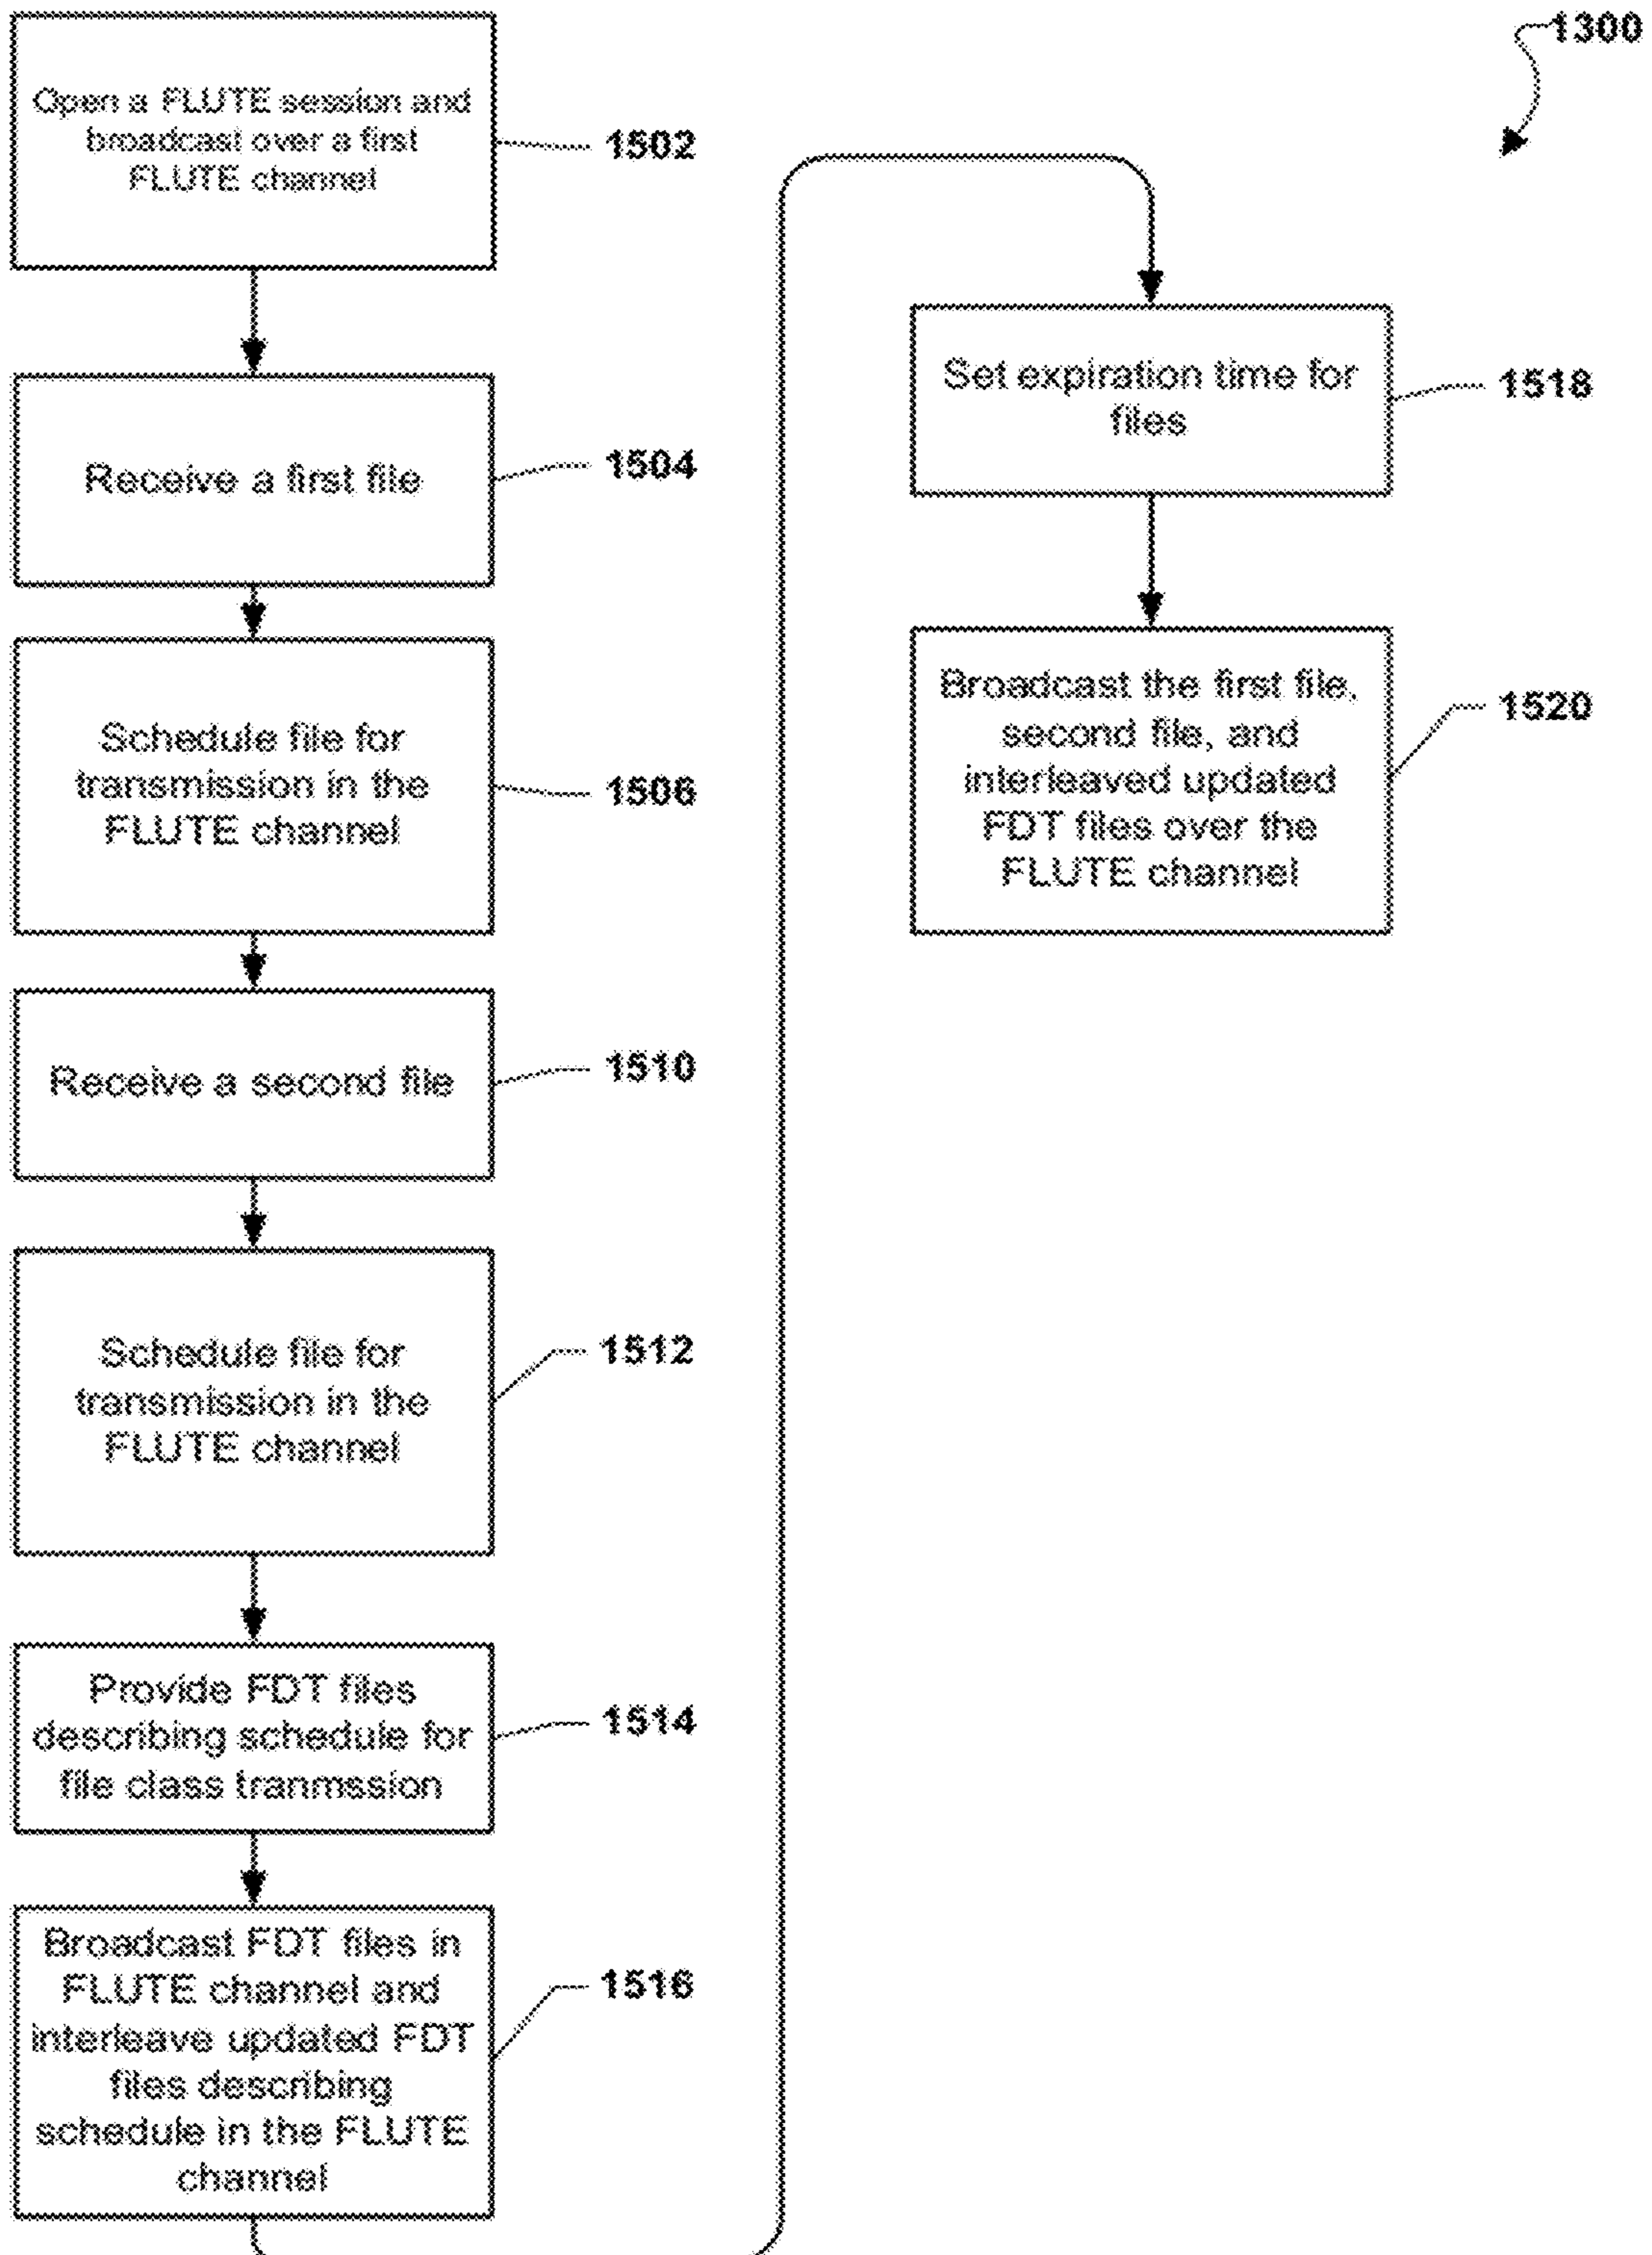 1300
Open a FLUTE session and
broadcast over a first
FLUTE channel
1502
Receive a first file
1504
Schedule file for
transmission in the
FLUTE channel
1506
Receive a second file
1510
Schedule file for
transmission in the
FLUTE channel
1512
Provide FDT files
describing schedule for
file class tranmssion
1514
Broadcast FDT files in
FLUTE channel and
interleave updated FDT
files describing
schedule in the FLUTE
channel
1516
Set expiration time for
files
1518
Broadcast the first file,
second file, and
interleaved updated
FDT files over the
FLUTE channel
1520